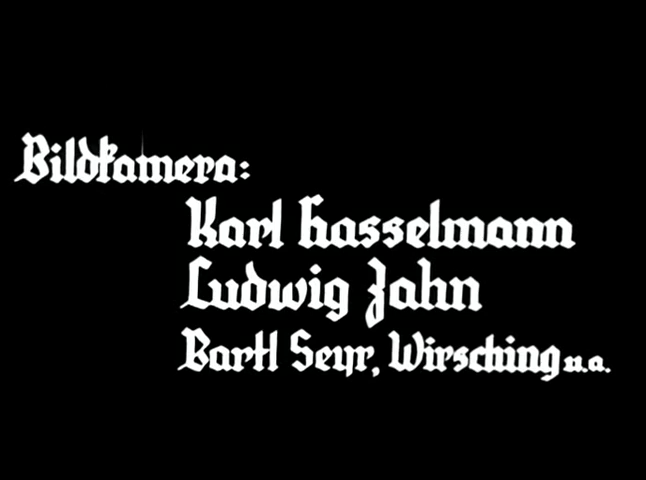 Bildkamera:
Karl Hasselmann
Ludwig Zahn
Bartl Seyr, Wirsching u.a.